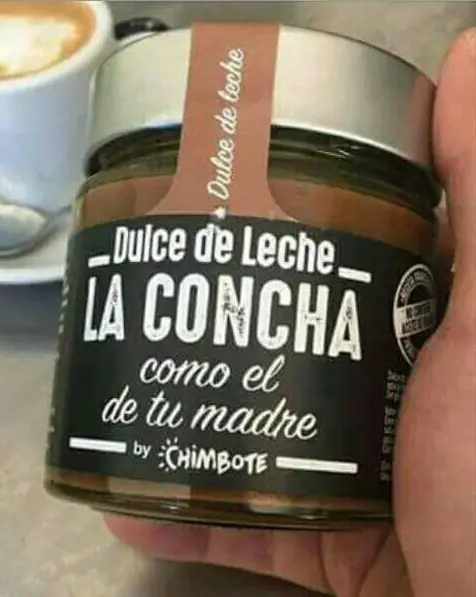 Dulce de leche
Dulce de Leche
LA CONCHA
como el
de tu madre
by CHiMBOTE